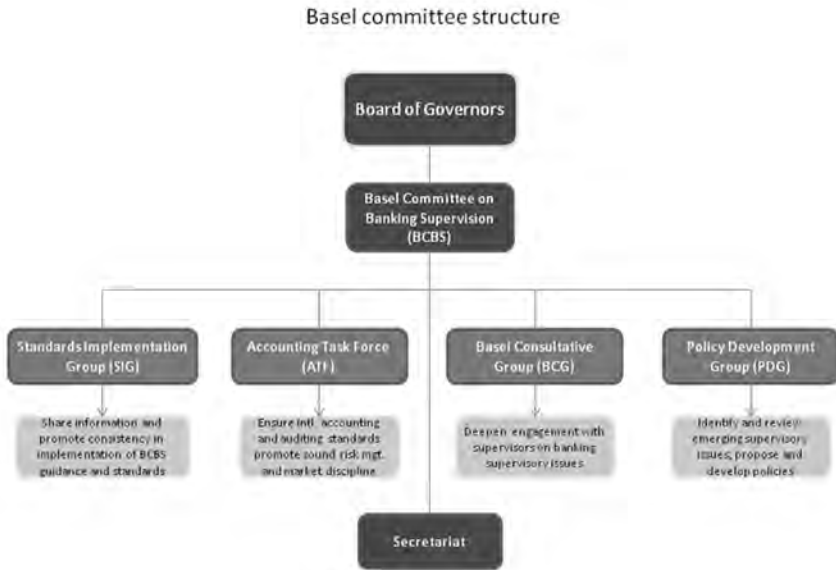 Basel committee structure
Board of Governors
Basel Committee on
Banking Supervision
(BCBS)
Standards Implementation
Group (SIG)
Accounting Task Force
(ATF)
Basel Consultative
Group (BCG)
Policy Development
Group (PDG)
Share information and
promote consistency in
implementation of BCBS
guidance and standards
Ensure intl. accounting
and auditing standards
promote sound risk mgt.
and market discipline
Deepen engagement with
supervisors on banking
supervisory issues
Identify and review
emerging supervisory
issues; propose and
develop policies
Secretariat